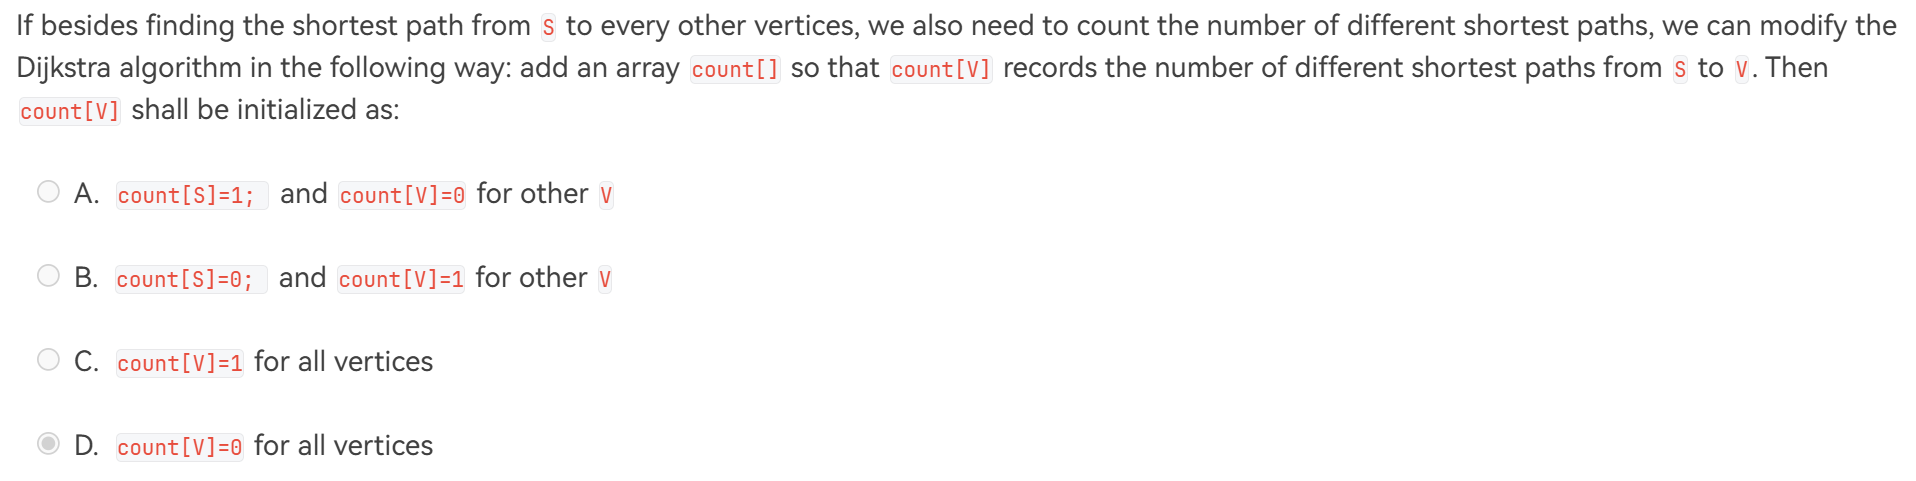 If besides finding the shortest path from S to every other vertices, we also need to count the number of different shortest paths, we can modify the
Dijkstra algorithm in the following way: add an array count[] so that count[V] records the number of different shortest paths from S to V. Then
count[V] shall be initialized as:
A. count[S]=1; and count[V]=0 for other V
B. count[S]=0; and count[V]=1 for other V
C. count[V]=1 for all vertices
D. count[V]=0 for all vertices